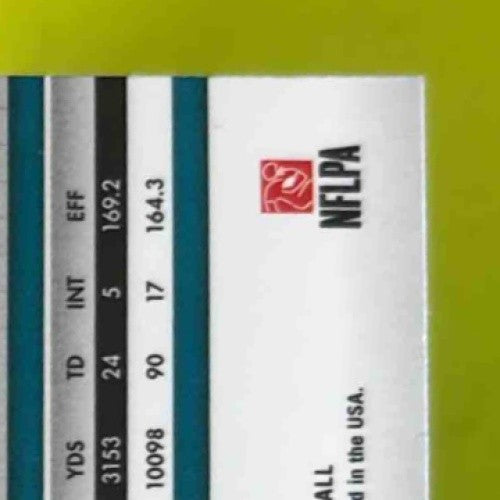 YDS TD INT EFF
3153 24 5 169.2
10098 90 17 164.3
NFLPA
ALL
d in the USA.